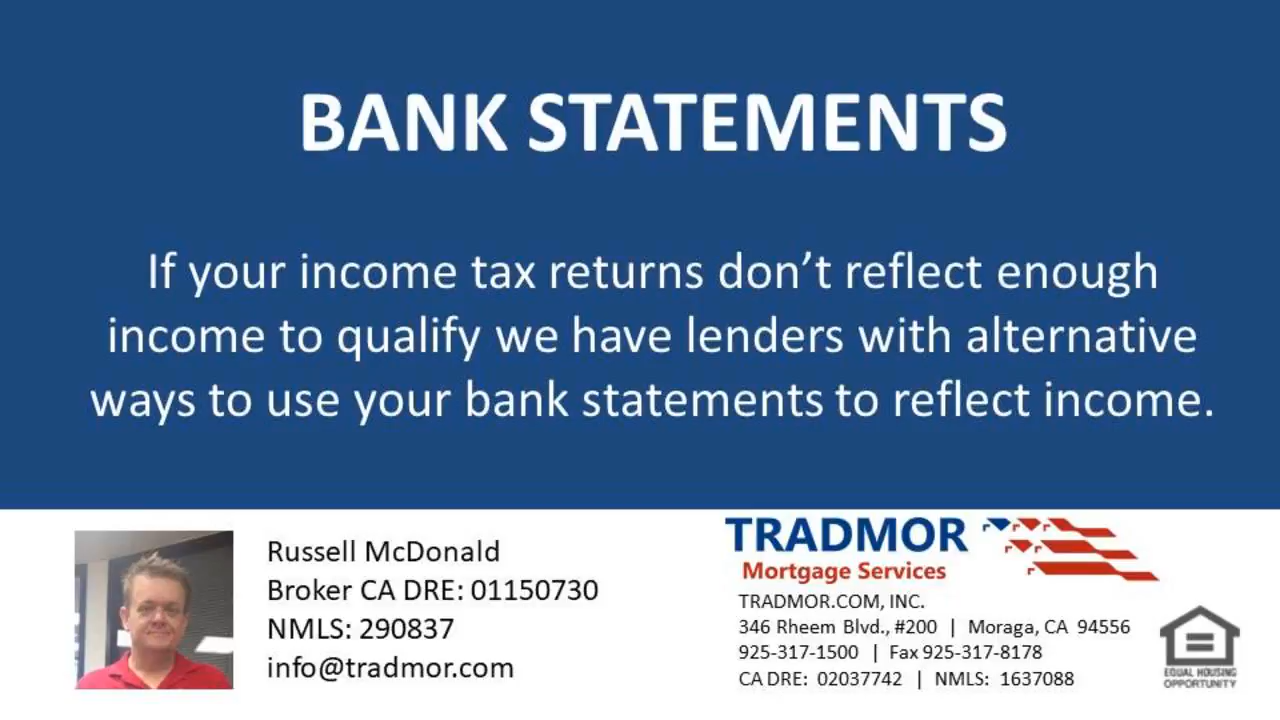 BANK STATEMENTS
If your income tax returns don’t reflect enough
income to qualify we have lenders with alternative
ways to use your bank statements to reflect income.
Russell McDonald
Broker CA DRE: 01150730
NMLS: 290837
info@tradmor.com
TRADMOR
Mortgage Services
TRADMOR.COM, INC.
346 Rheem Blvd., #200 | Moraga, CA 94556
925-317-1500 | Fax 925-317-8178
CA DRE: 02037742 | NMLS: 1637088
EQUAL HOUSING
OPPORTUNITY